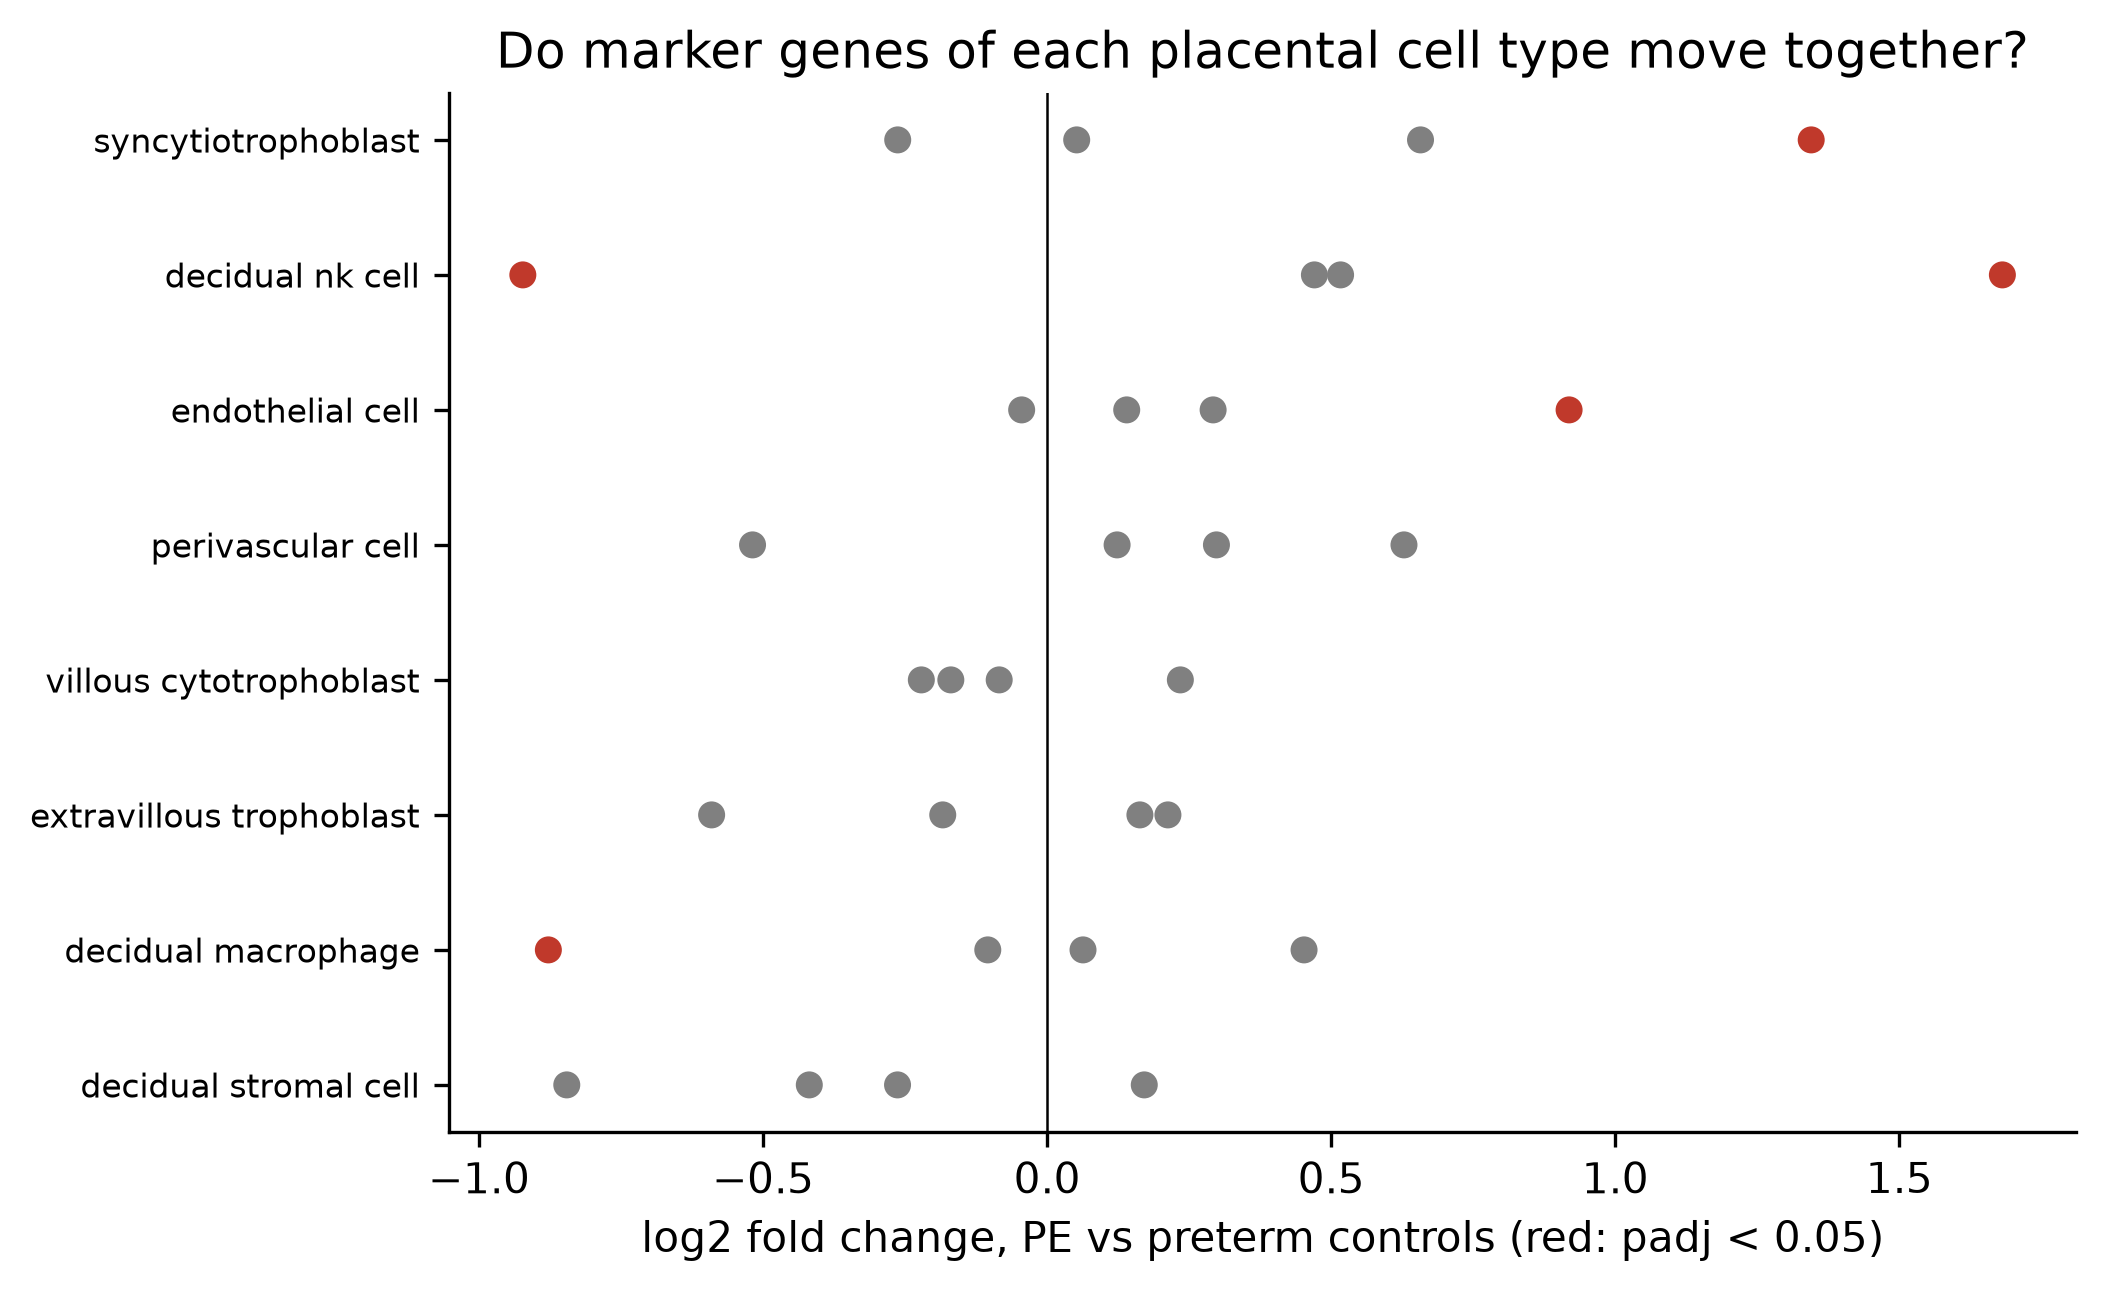 Do marker genes of each placental cell type move together?
syncytiotrophoblast
decidual nk cell
endothelial cell
perivascular cell
villous cytotrophoblast
extravillous trophoblast
decidual macrophage
decidual stromal cell
−1.0 −0.5 0.0 0.5 1.0 1.5
log2 fold change, PE vs preterm controls (red: padj < 0.05)